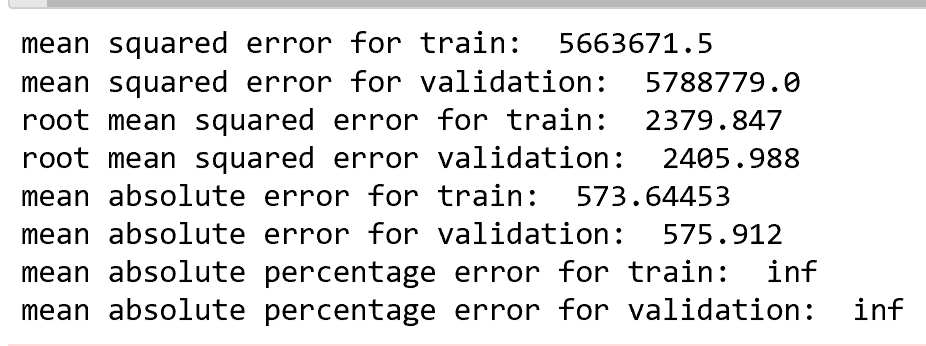 mean squared error for train:  5663671.5
mean squared error for validation:  5788779.0
root mean squared error for train:  2379.847
root mean squared error validation:  2405.988
mean absolute error for train:  573.64453
mean absolute error for validation:  575.912
mean absolute percentage error for train:  inf
mean absolute percentage error for validation:  inf